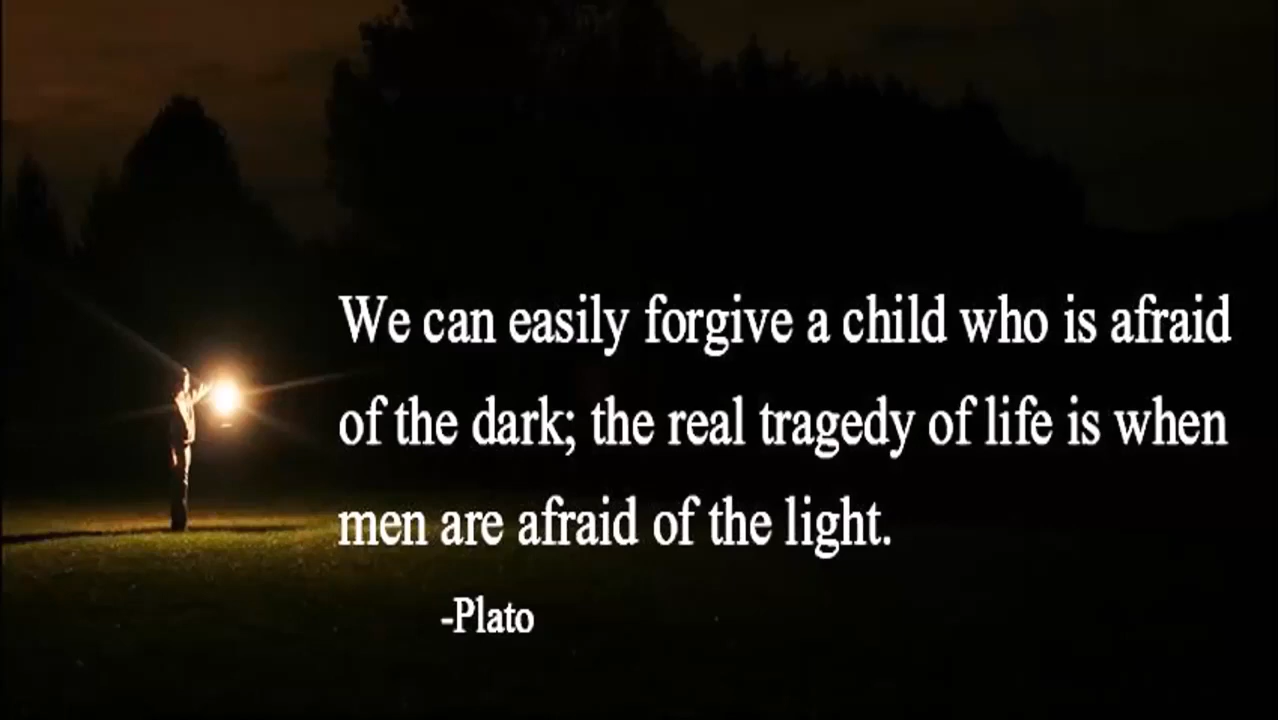 We can easily forgive a child who is afraid
of the dark; the real tragedy of life is when
men are afraid of the light.
-Plato